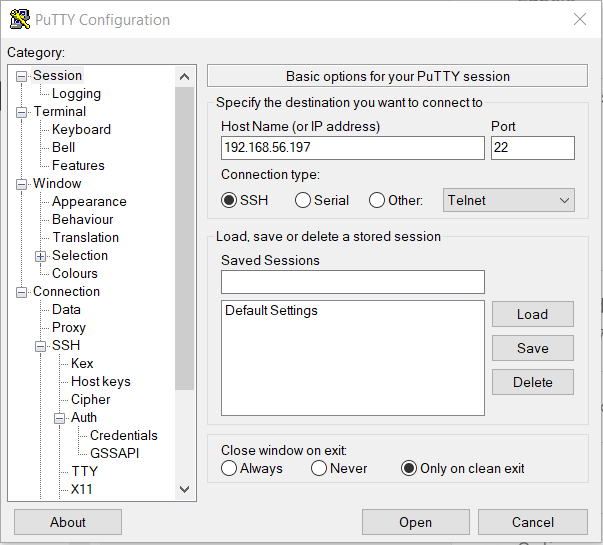 PuTTY Configuration
Category:
Session
Logging
Terminal
Keyboard
Bell
Features
Window
Appearance
Behaviour
Translation
Selection
Colours
Connection
Data
Proxy
SSH
Kex
Host keys
Cipher
Auth
Credentials
GSSAPI
TTY
X11
Basic options for your PuTTY session
Specify the destination you want to connect to
Host Name (or IP address) Port
192.168.56.197 22
Connection type:
SSH Serial Other: Telnet
Load, save or delete a stored session
Saved Sessions
Default Settings
Load
Save
Delete
Close window on exit:
Always Never Only on clean exit
About Open Cancel